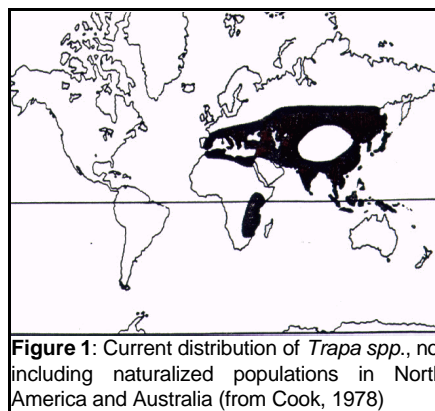 Figure 1: Current distribution of Trapa spp., no
including naturalized populations in Nort
America and Australia (from Cook, 1978)